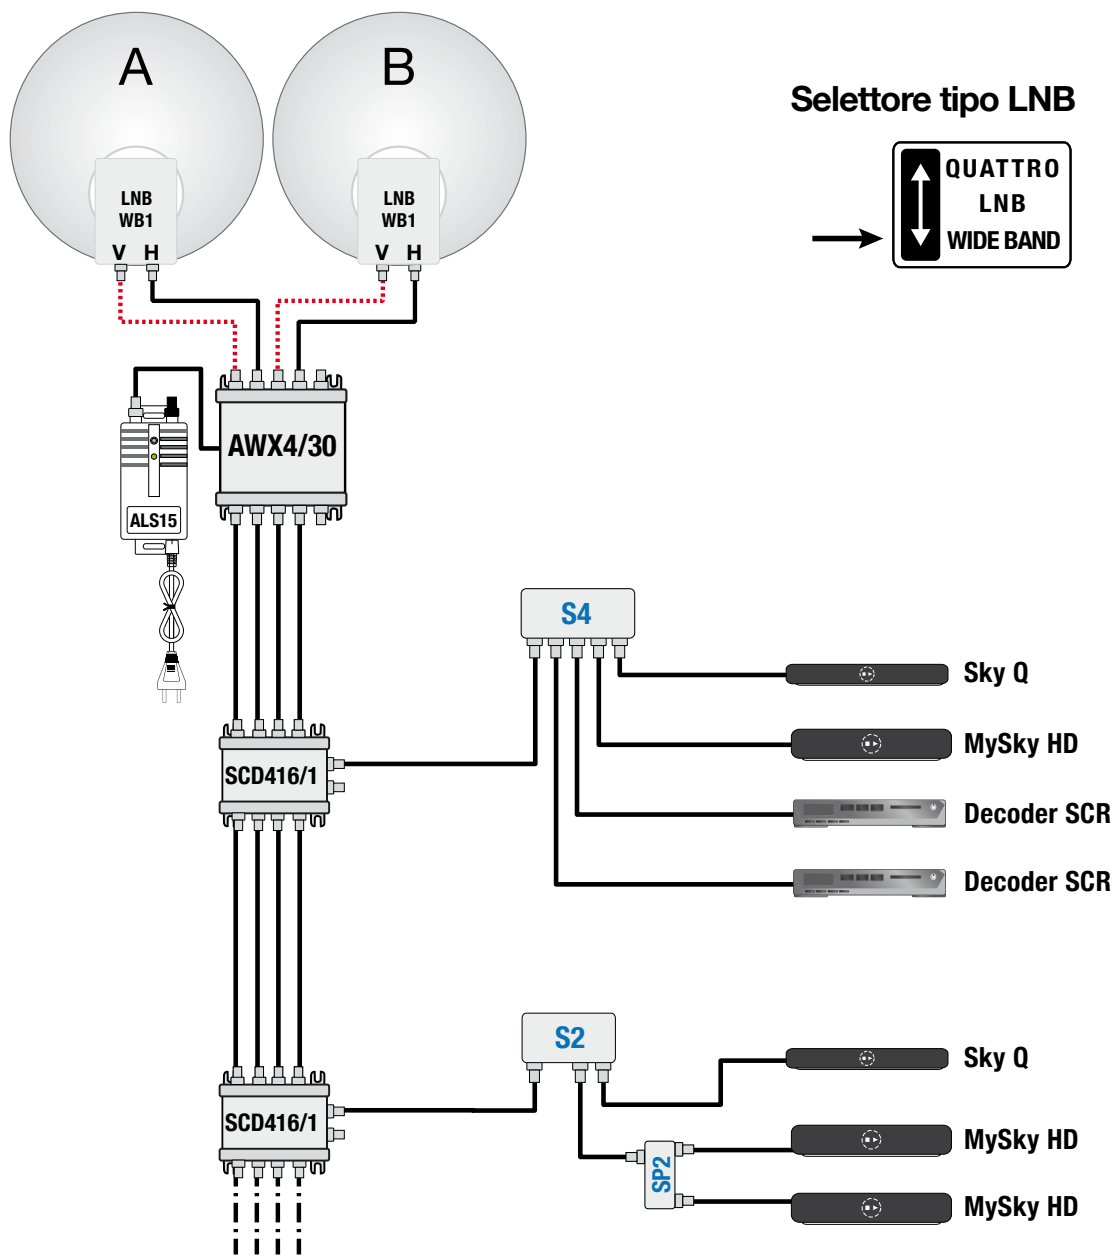 A
B
Selettore tipo LNB
QUATTRO
LNB
WIDE BAND
LNB
WB1
V H
LNB
WB1
V H
AWX4/30
ALS15
S4
Sky Q
MySky HD
SCD416/1
Decoder SCR
Decoder SCR
S2
Sky Q
SCD416/1
MySky HD
SP2
MySky HD